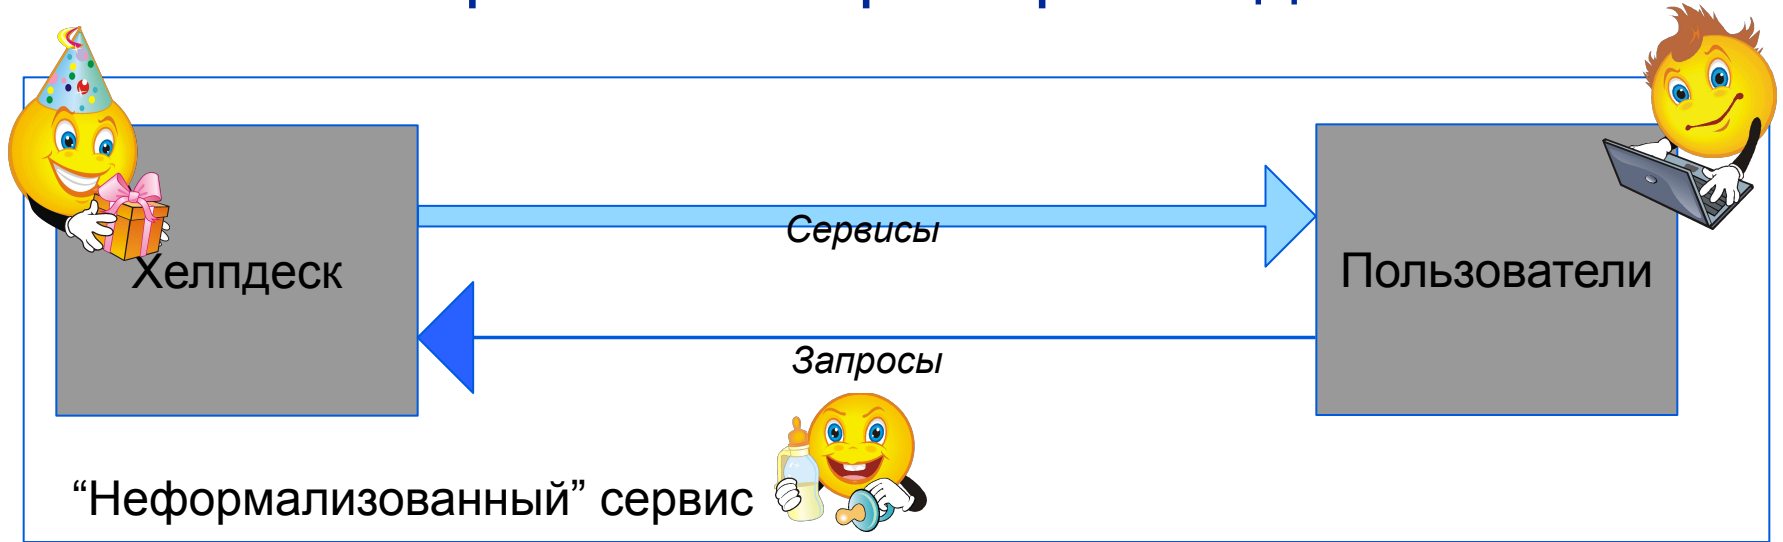 Сервисы
Хелпдеск
Пользователи
Запросы
“Неформализованный” сервис